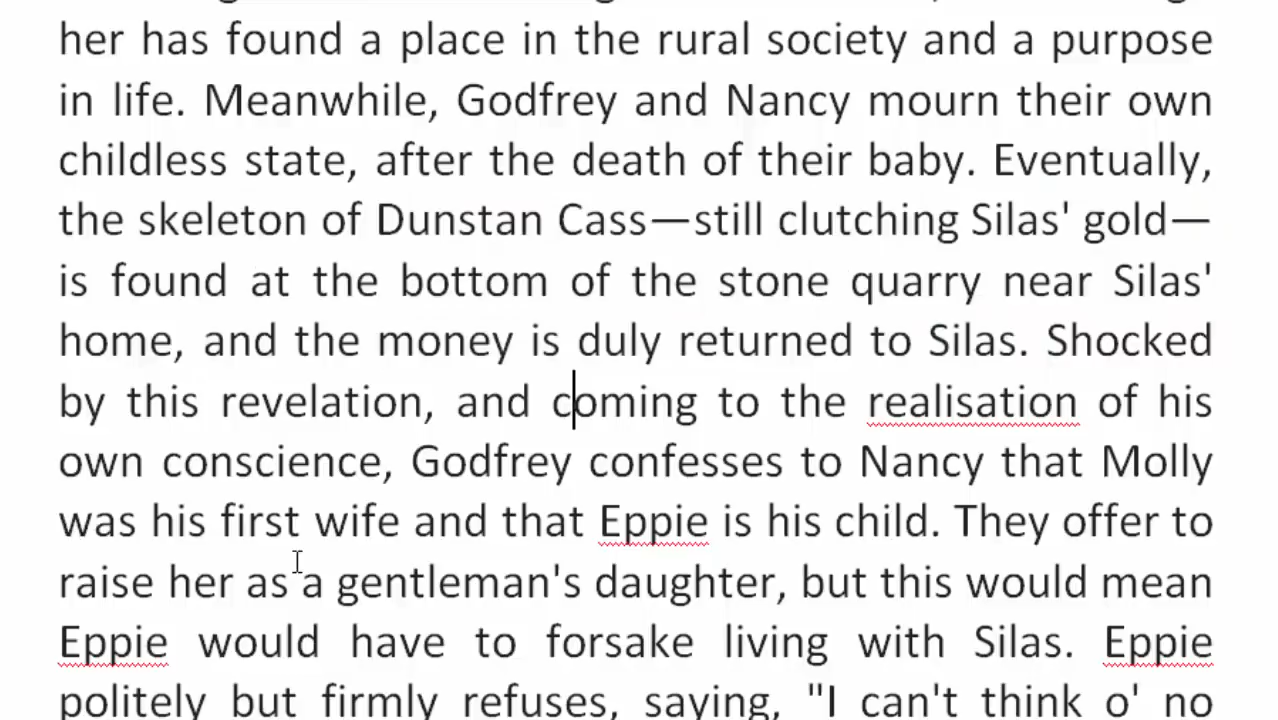 her has found a place in the rural society and a purpose
in life. Meanwhile, Godfrey and Nancy mourn their own
childless state, after the death of their baby. Eventually,
the skeleton of Dunstan Cass—still clutching Silas' gold—
is found at the bottom of the stone quarry near Silas'
home, and the money is duly returned to Silas. Shocked
by this revelation, and coming to the realisation of his
own conscience, Godfrey confesses to Nancy that Molly
was his first wife and that Eppie is his child. They offer to
raise her as a gentleman's daughter, but this would mean
Eppie would have to forsake living with Silas. Eppie
politely but firmly refuses, saying, "I can't think o' no